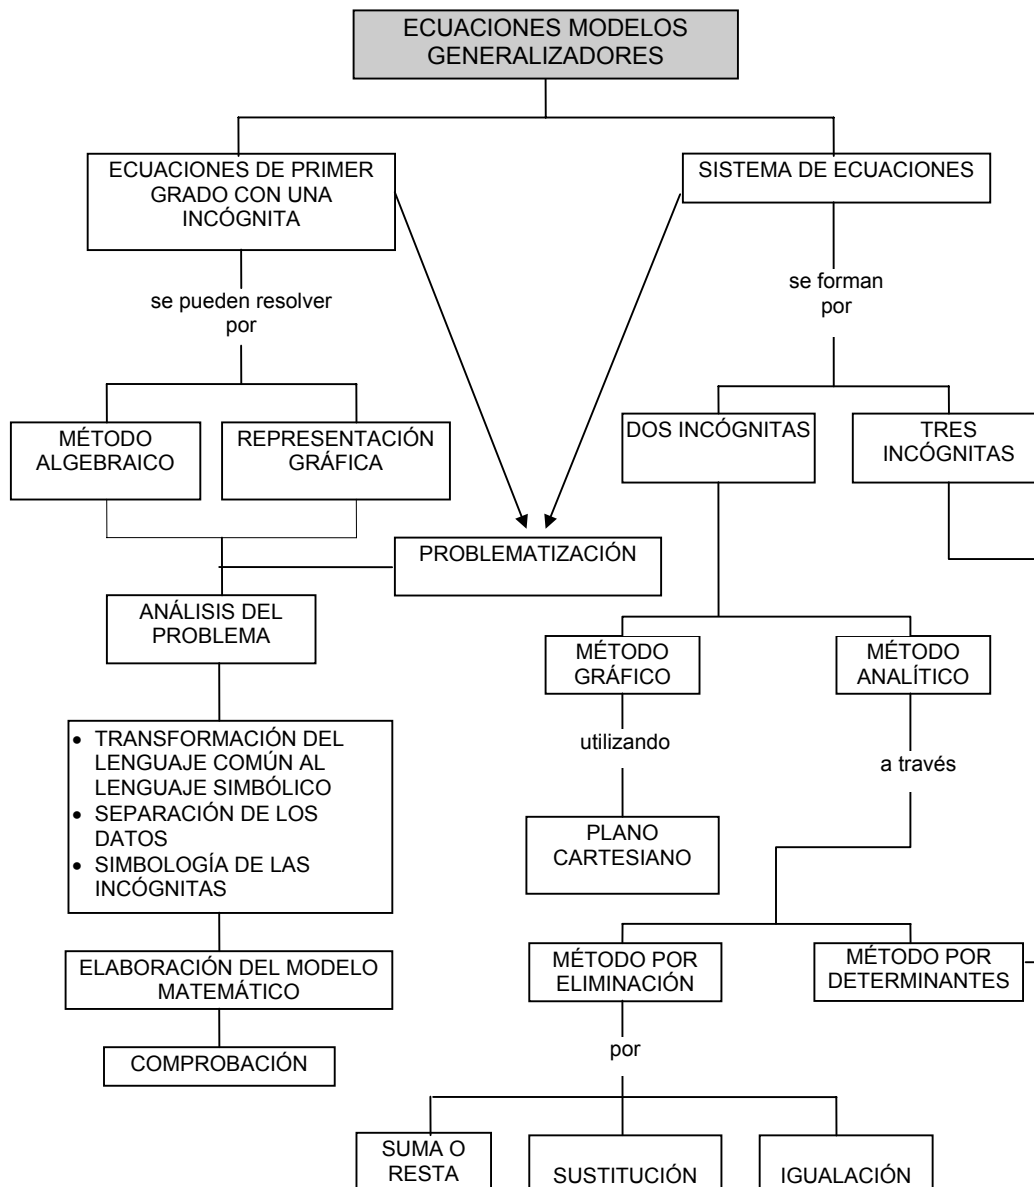 ECUACIONES MODELOS
GENERALIZADORES
ECUACIONES DE PRIMER
GRADO CON UNA
INCÓGNITA
SISTEMA DE ECUACIONES
se pueden resolver
por
se forman
por
MÉTODO
ALGEBRAICO
REPRESENTACIÓN
GRÁFICA
DOS INCÓGNITAS
TRES
INCÓGNITAS
PROBLEMATIZACIÓN
ANÁLISIS DEL
PROBLEMA
MÉTODO
GRÁFICO
MÉTODO
ANALÍTICO
• TRANSFORMACIÓN DEL
LENGUAJE COMÚN AL
LENGUAJE SIMBÓLICO
• SEPARACIÓN DE LOS
DATOS
• SIMBOLOGÍA DE LAS
INCÓGNITAS
utilizando
a través
PLANO
CARTESIANO
ELABORACIÓN DEL MODELO
MATEMÁTICO
MÉTODO POR
ELIMINACIÓN
MÉTODO POR
DETERMINANTES
COMPROBACIÓN
por
SUMA O
RESTA
SUSTITUCIÓN
IGUALACIÓN